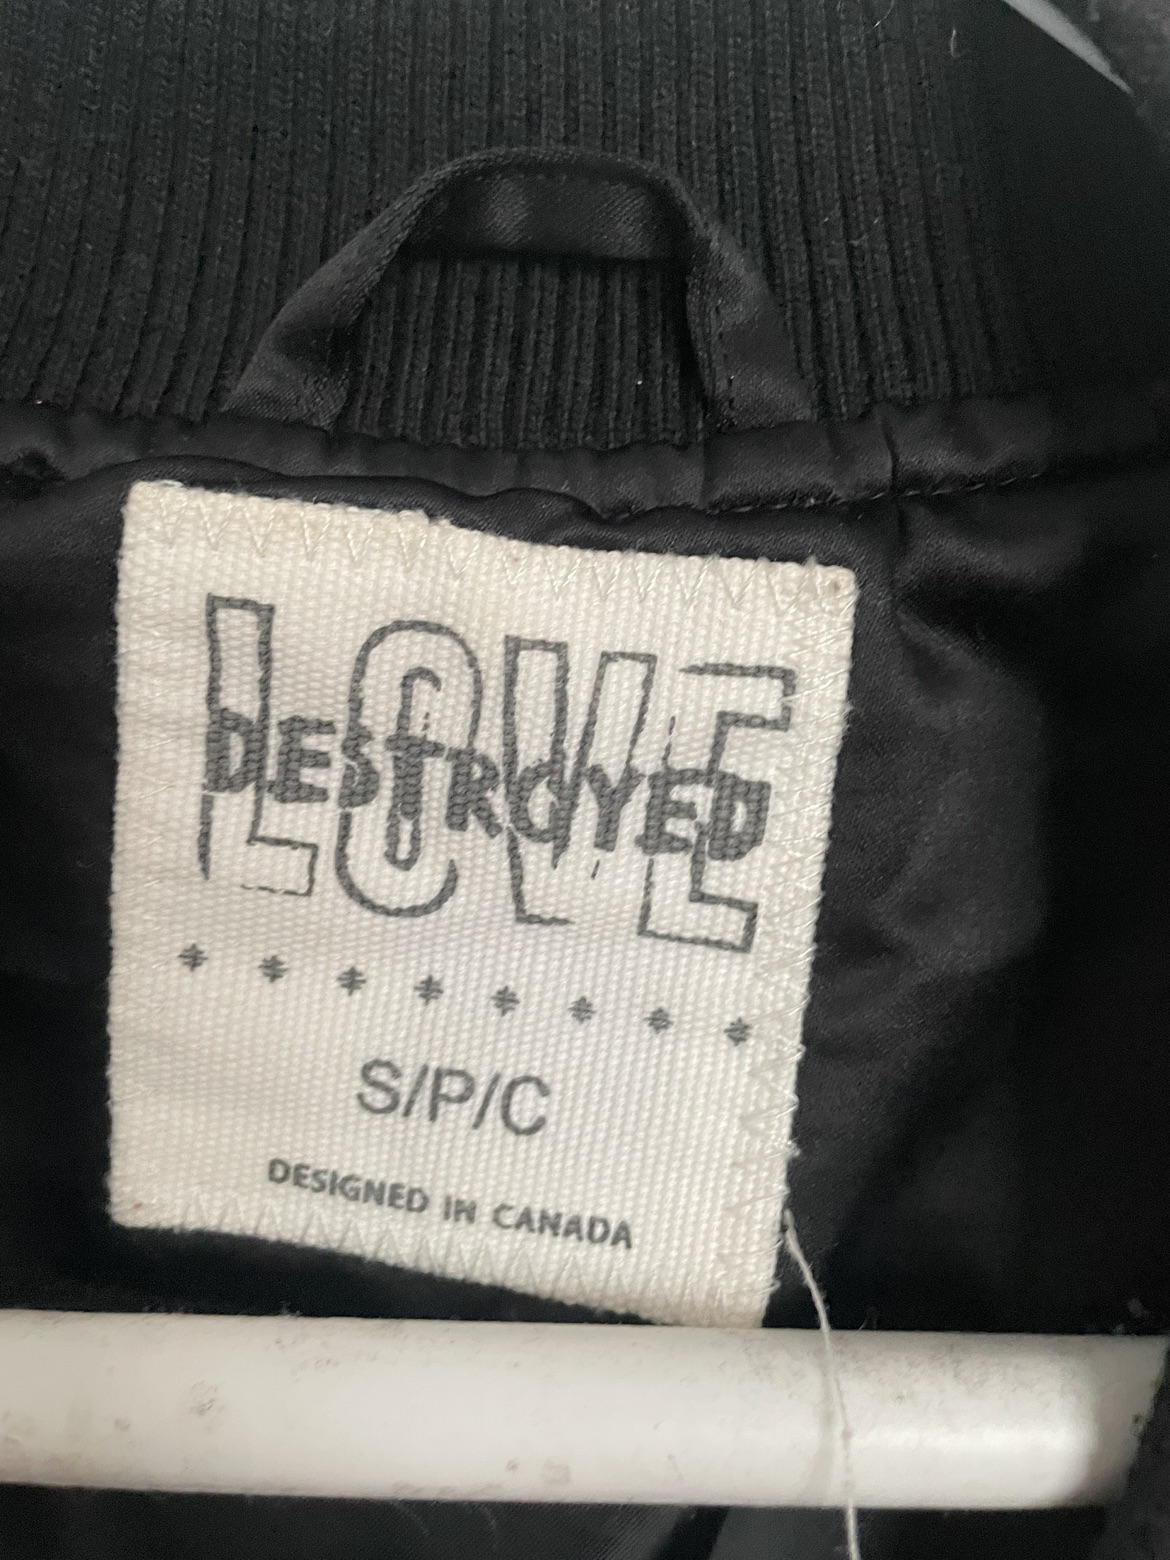 LOVE
DESTROYED
S/P/C
DESIGNED IN CANADA